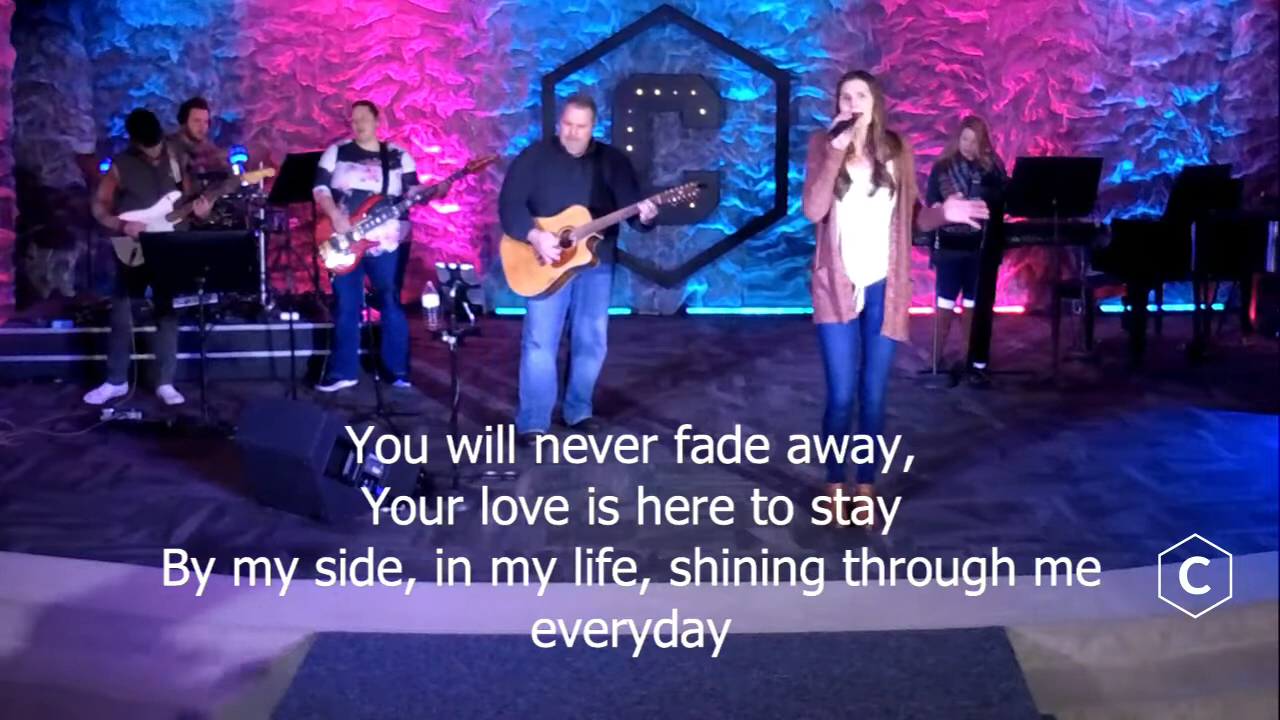 C
You will never fade away,
Your love is here to stay
By my side, in my life, shining through me
everyday
C